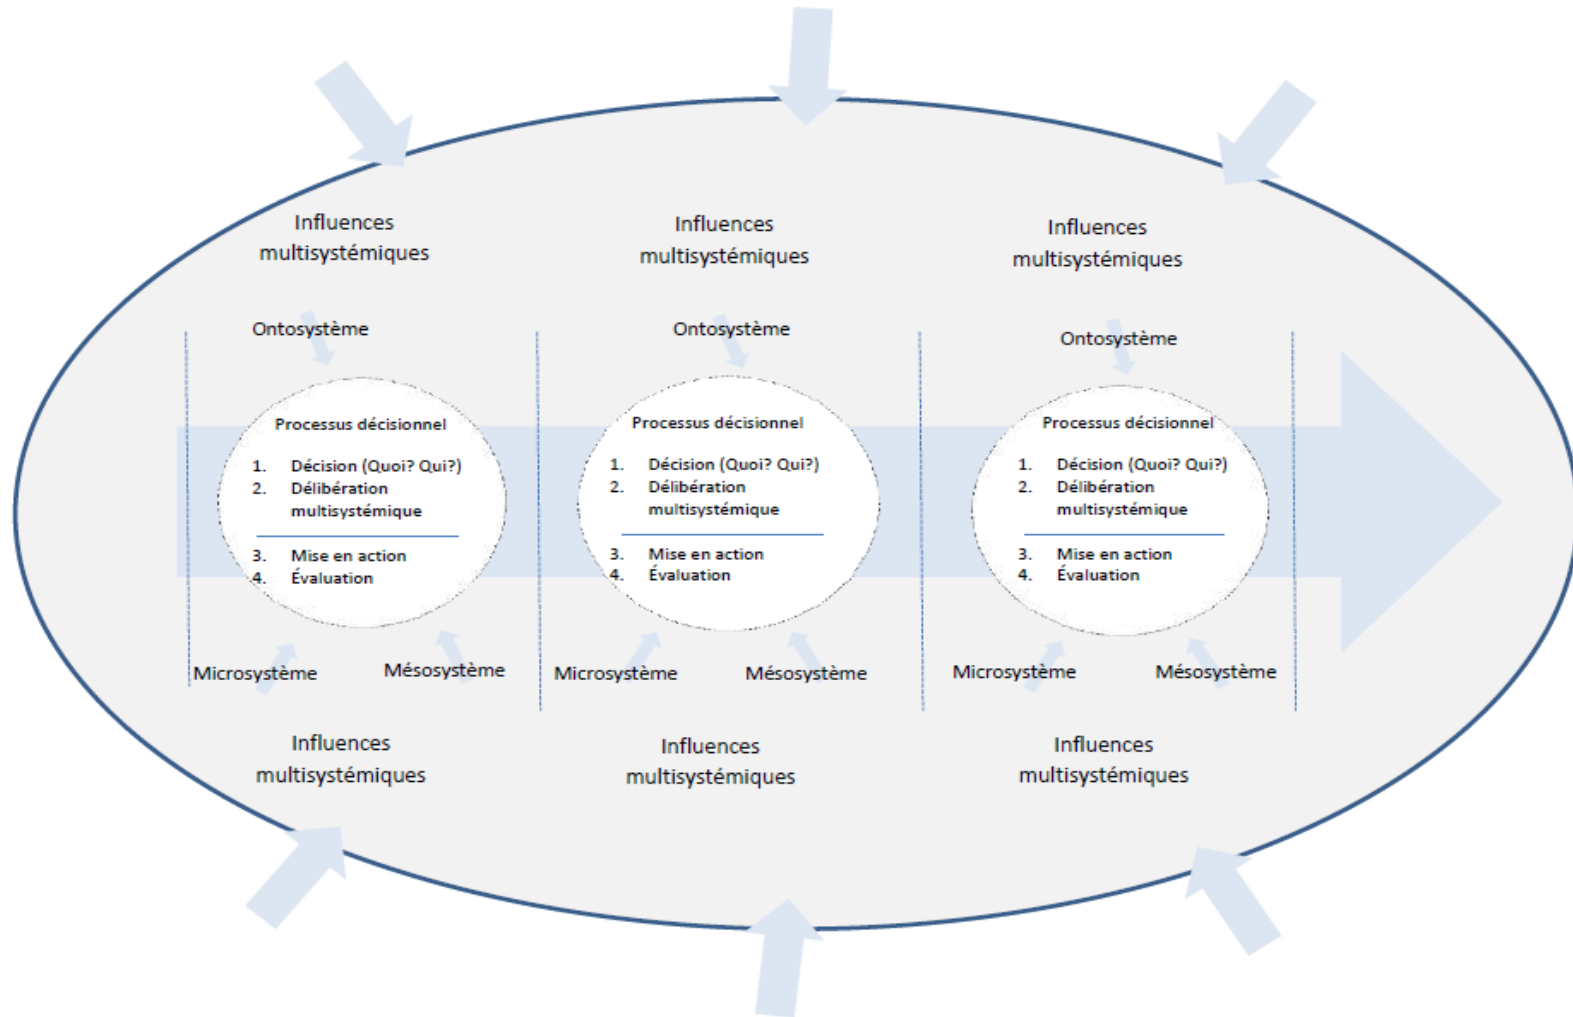 Influences
multisystémiques
Influences
multisystémiques
Influences
multisystémiques
Ontosystème
Ontosystème
Ontosystème
Processus décisionnel
1. Décision (Quoi? Qui?)
2. Délibération
multisystémique
3. Mise en action
4. Évaluation
Processus décisionnel
1. Décision (Quoi? Qui?)
2. Délibération
multisystémique
3. Mise en action
4. Évaluation
Processus décisionnel
1. Décision (Quoi? Qui?)
2. Délibération
multisystémique
3. Mise en action
4. Évaluation
Microsystème
Mésosystème
Microsystème
Mésosystème
Microsystème
Mésosystème
Influences
multisystémiques
Influences
multisystémiques
Influences
multisystémiques